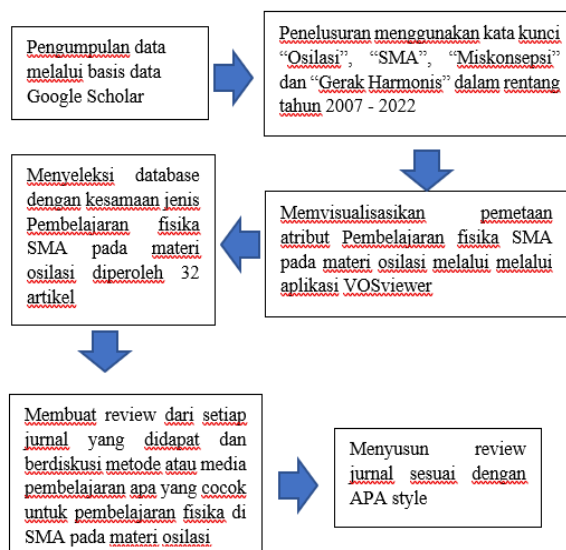 Pengumpulan data
melalui basis data
Google Scholar
Penelusuran menggunakan kata kunci
“Osilasi”, “SMA”, “Miskonsepsi”
dan “Gerak Harmonis” dalam rentang
tahun 2007 - 2022
Memvisualisasikan pemetaan
atribut Pembelajaran fisika SMA
pada materi osilasi melalui melalui
aplikasi VOSviewer
Menyeleksi database
dengan kesamaan jenis
Pembelajaran fisika
SMA pada materi
osilasi diperoleh 32
artikel
Membuat review dari setiap
jurnal yang didapat dan
berdiskusi metode atau media
pembelajaran apa yang cocok
untuk pembelajaran fisika di
SMA pada materi osilasi
Menyusun review
jurnal sesuai dengan
APA style